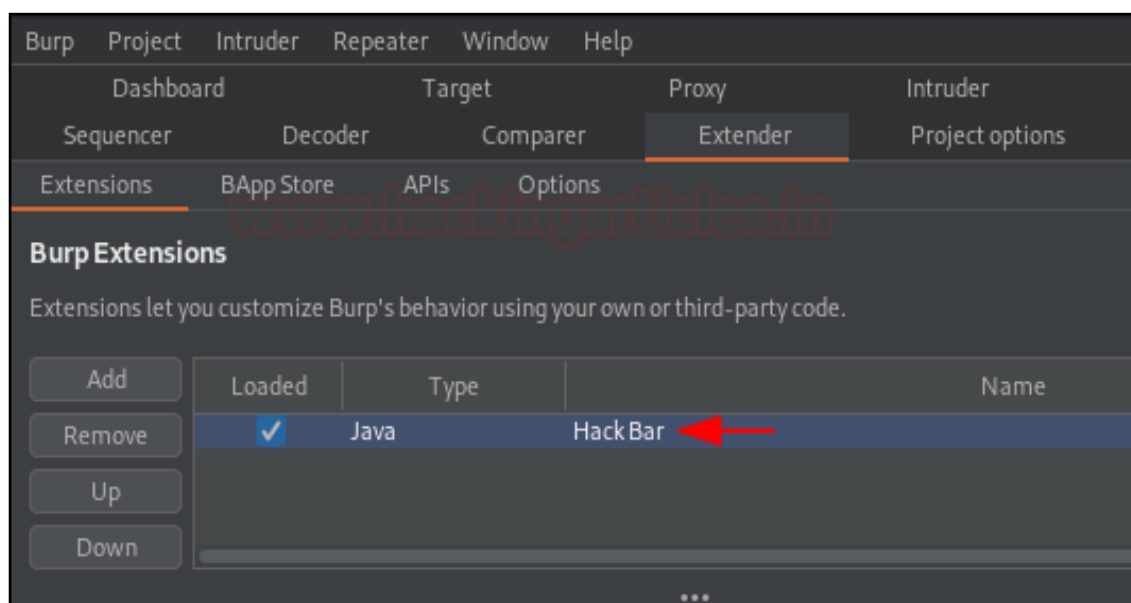 Burp Project Intruder Repeater Window Help
Dashboard Target Proxy Intruder
Sequencer Decoder Comparer Extender Project options
Extensions BApp Store APIs Options
www.hackingarticles.in
Burp Extensions
Extensions let you customize Burp's behavior using your own or third-party code.
Add Loaded Type Name
Remove Java Hack Bar
Up
Down